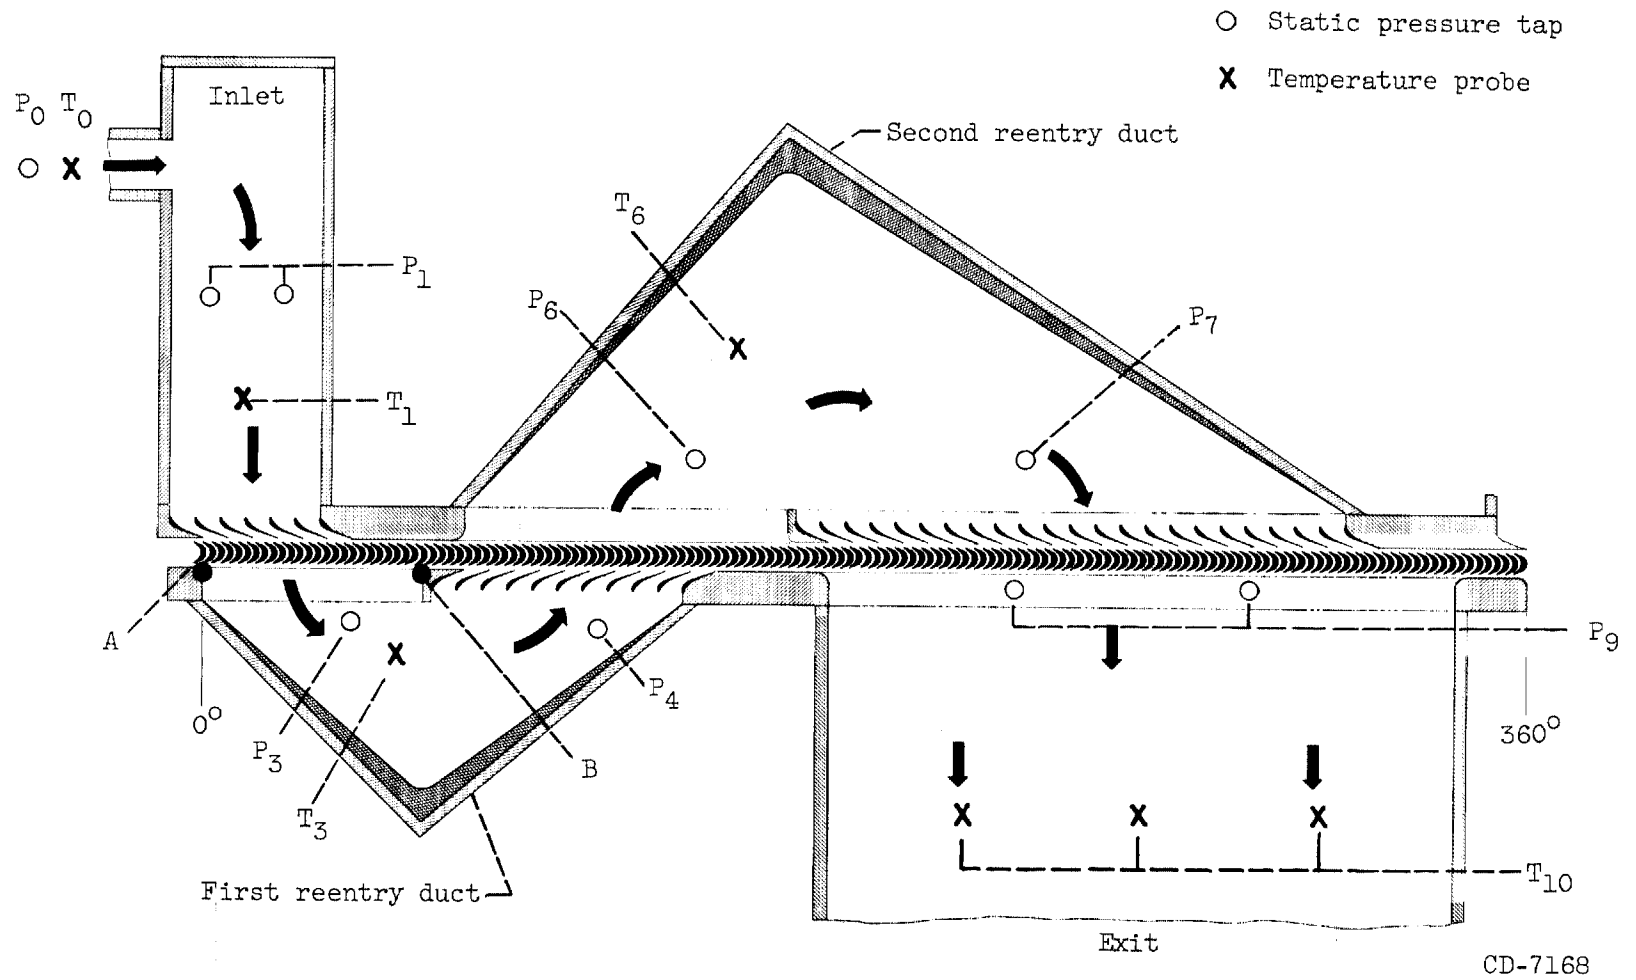 Static pressure tap
Temperature probe
P0 T0
Inlet
Second reentry duct
T6
P1
P6
P7
T1
A
P9
P4
0°
360°
P3
B
T3
T10
First reentry duct
Exit
CD-7168